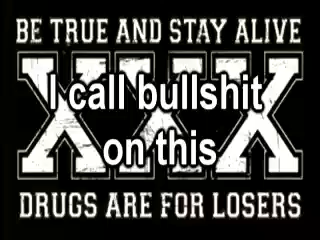 BE TRUE AND STAY ALIVE
XXX
I call bullshit
on this
DRUGS ARE FOR LOSERS